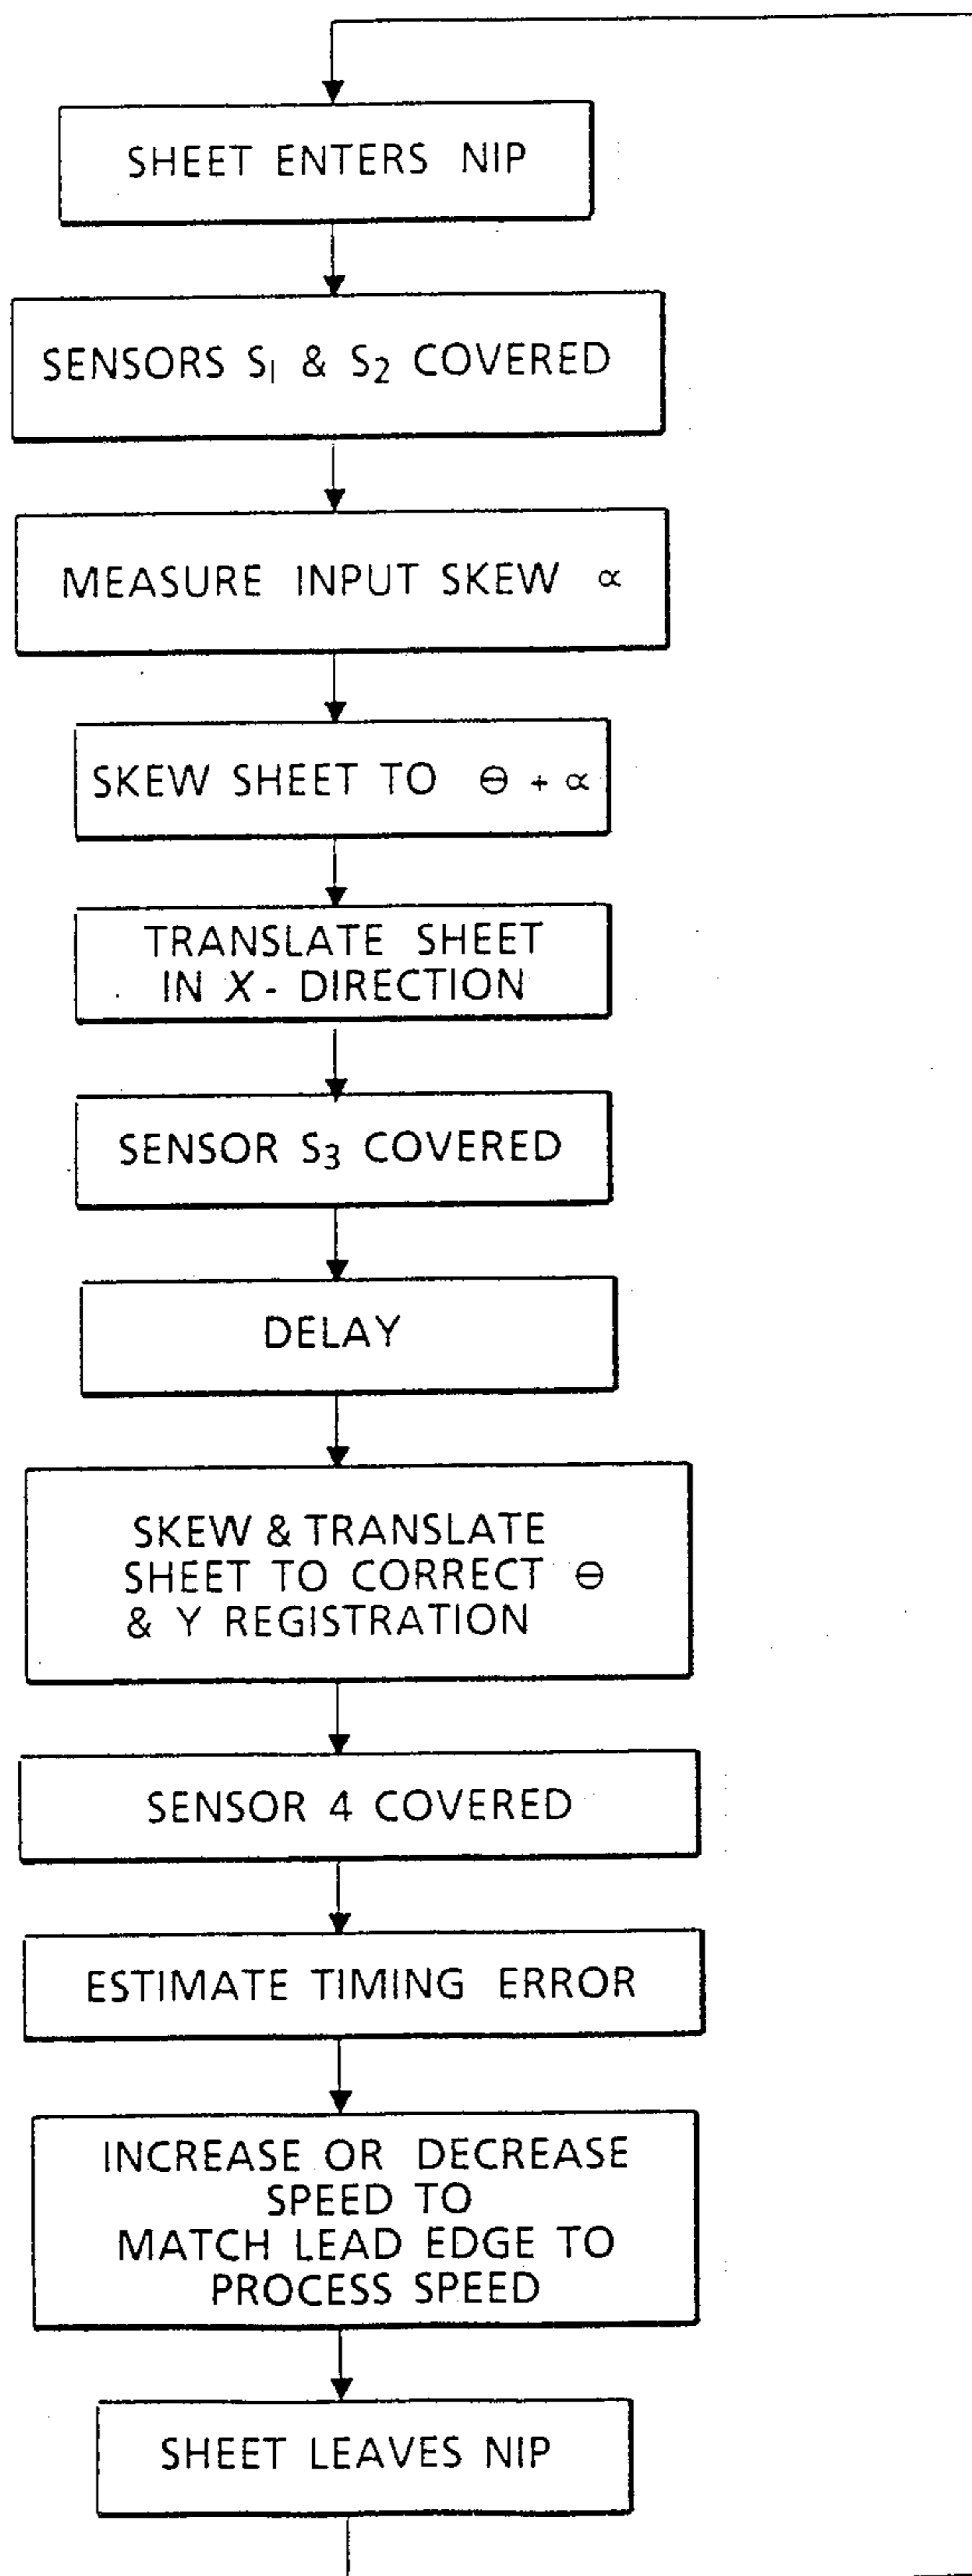 SHEET ENTERS NIP
SENSORS S₁ & S₂ COVERED
MEASURE INPUT SKEW ∝
SKEW SHEET TO ⊖ + ∝
TRANSLATE SHEET
IN X - DIRECTION
SENSOR S₃ COVERED
DELAY
SKEW & TRANSLATE
SHEET TO CORRECT ⊖
& Y REGISTRATION
SENSOR 4 COVERED
ESTIMATE TIMING ERROR
INCREASE OR DECREASE
SPEED TO
MATCH LEAD EDGE TO
PROCESS SPEED
SHEET LEAVES NIP